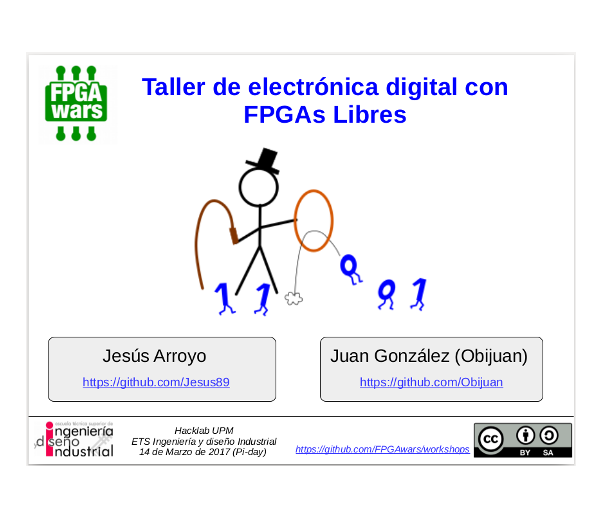 FPGA
wars
Taller de electrónica digital con
FPGAs Libres
1 1 0 0 1
Jesús Arroyo
https://github.com/Jesus89
Juan González (Obijuan)
https://github.com/Obijuan
escuela técnica superior de
ingeniería
y diseño
industrial
Hacklab UPM
ETS Ingeniería y diseño Industrial
14 de Marzo de 2017 (Pi-day)
https://github.com/FPGAwars/workshops
cc
BY SA